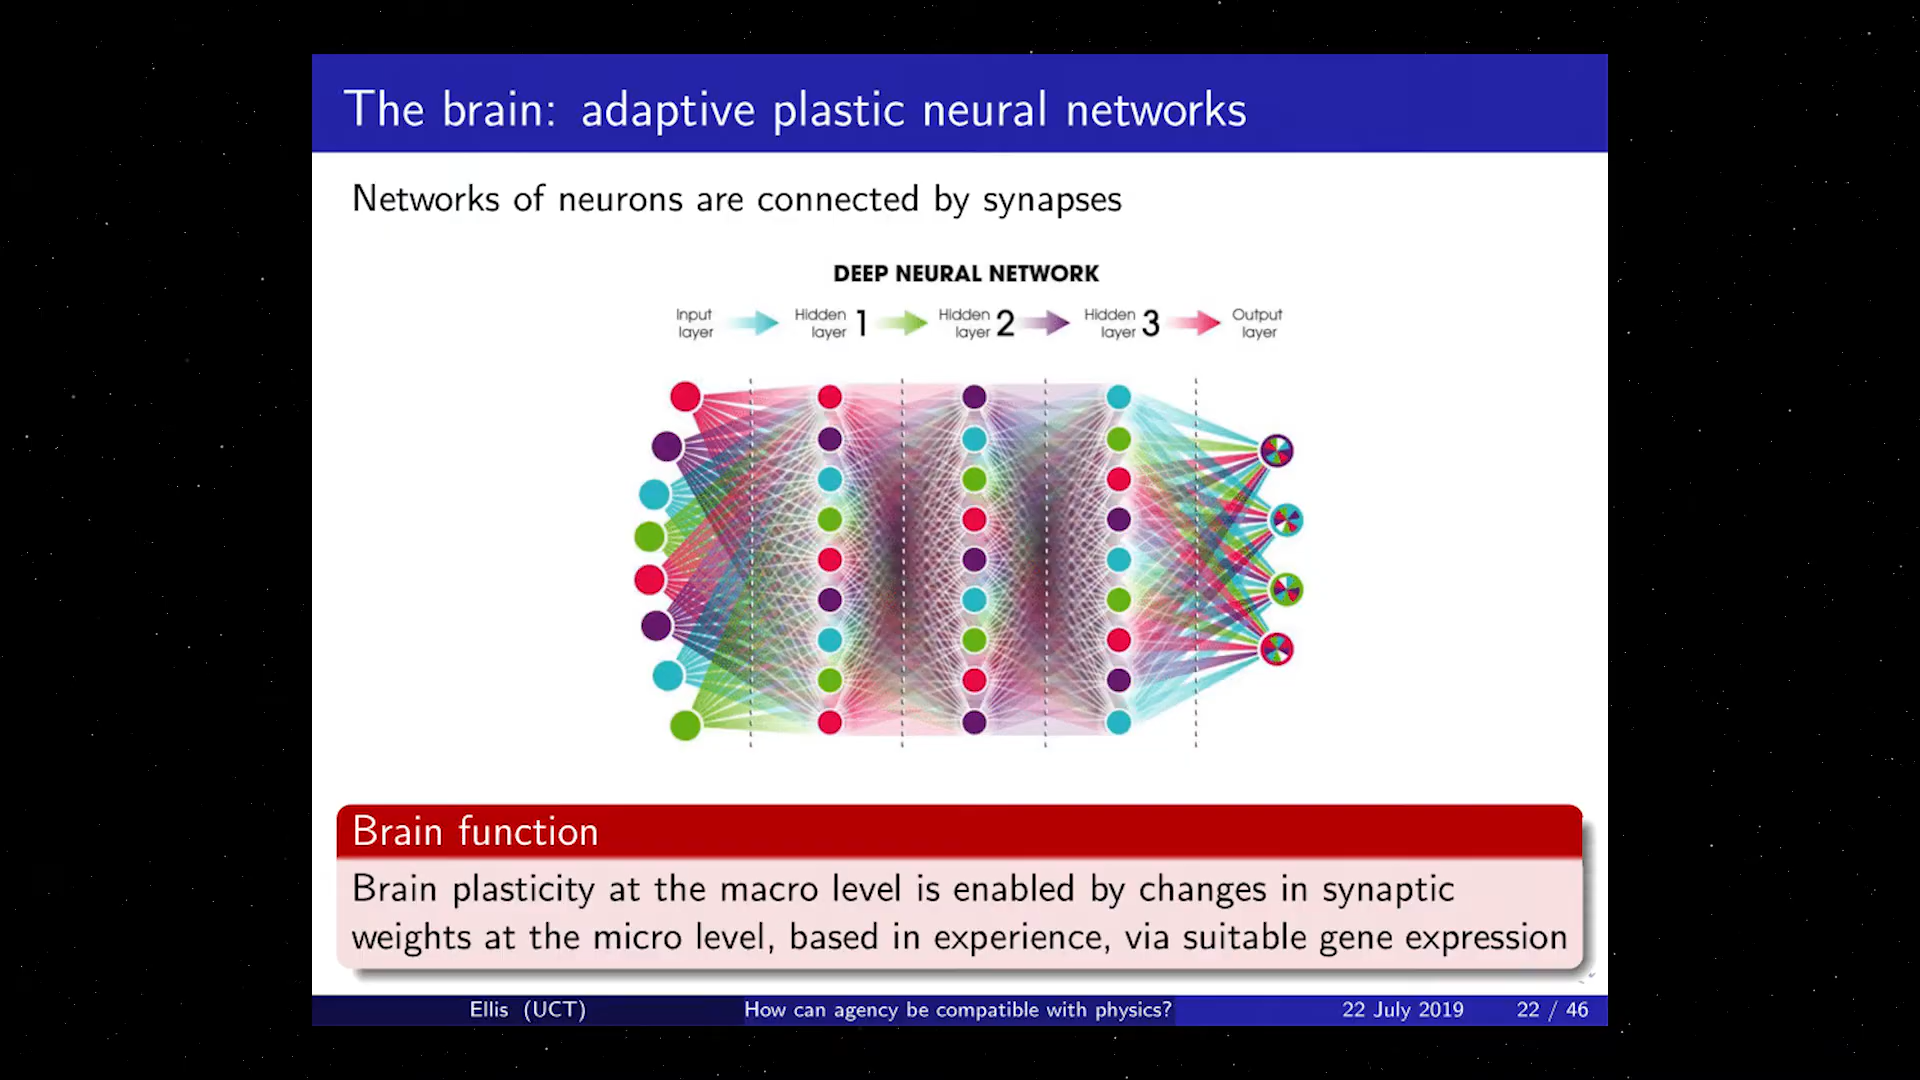 The brain: adaptive plastic neural networks
Networks of neurons are connected by synapses
DEEP NEURAL NETWORK
Input layer
Hidden layer 1
Hidden layer 2
Hidden layer 3
Output layer
Brain function
Brain plasticity at the macro level is enabled by changes in synaptic
weights at the micro level, based in experience, via suitable gene expression
Ellis (UCT) How can agency be compatible with physics? 22 July 2019 22 / 46